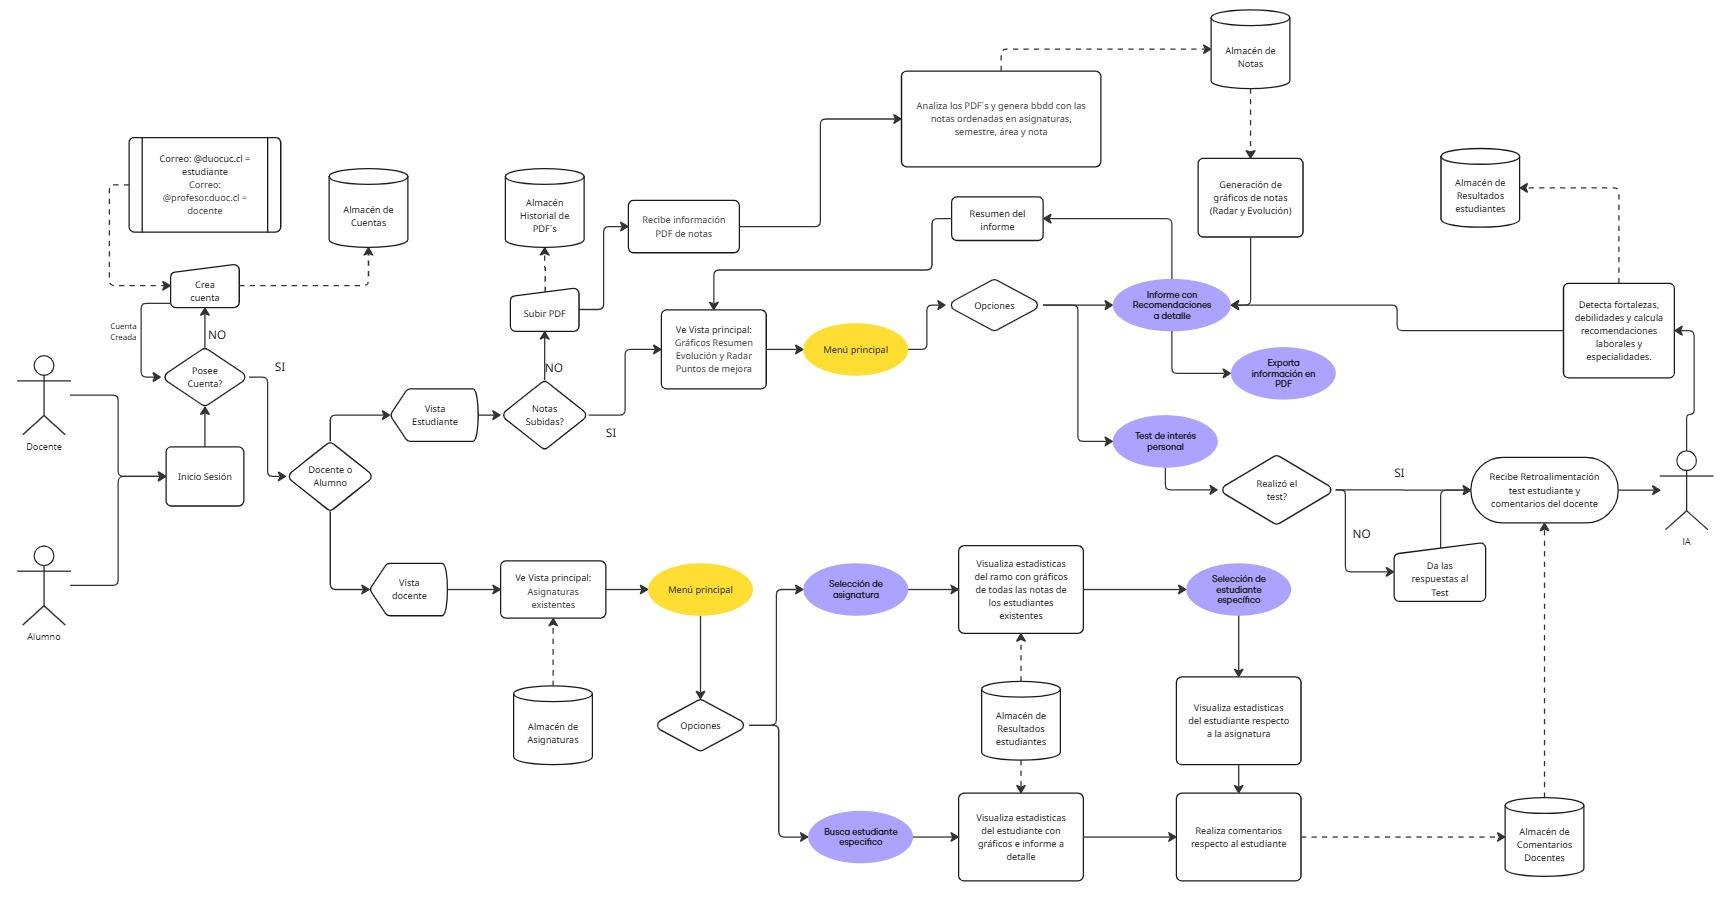 Almacén de
Notas
Analiza los PDF´s y genera bbdd con las
notas ordenadas en asignaturas,
semestre, área y nota
Correo: @duocuc.cl =
estudiante
Correo:
@profesor.duoc.cl =
docente
Almacén de
Cuentas
Almacén
Historial de
PDF´s
Recibe información
PDF de notas
Resumen del
informe
Generación de
gráficos de notas
(Radar y Evolución)
Almacén de
Resultados
estudiantes
Crea
cuenta
Cuenta
Creada
NO
Posee
Cuenta?
SI
Subir PDF
NO
Ve Vista principal:
Gráficos Resumen
Evolución y Radar
Puntos de mejora
Menú principal
Opciones
Informe con
Recomendaciones
a detalle
Exporta
información en
PDF
Detecta fortalezas,
debilidades y calcula
recomendaciones
laborales y
especialidades.
Docente
Inicio Sesión
Docente o
Alumno
Vista
Estudiante
Notas
Subidas?
SI
Test de interés
personal
Realizó el
test?
SI
NO
Recibe Retroalimentación
test estudiante y
comentarios del docente
IA
Da las
respuestas al
Test
Alumno
Vista
docente
Ve Vista principal:
Asignaturas
existentes
Menú principal
Selección de
asignatura
Visualiza estadisticas
del ramo con gráficos
de todas las notas de
los estudiantes
existentes
Selección de
estudiante
específico
Almacén de
Asignaturas
Opciones
Almacén de
Resultados
estudiantes
Visualiza estadisticas
del estudiante respecto
a la asignatura
Busca estudiante
específico
Visualiza estadisticas
del estudiante con
gráficos e informe a
detalle
Realiza comentarios
respecto al estudiante
Almacén de
Comentarios
Docentes